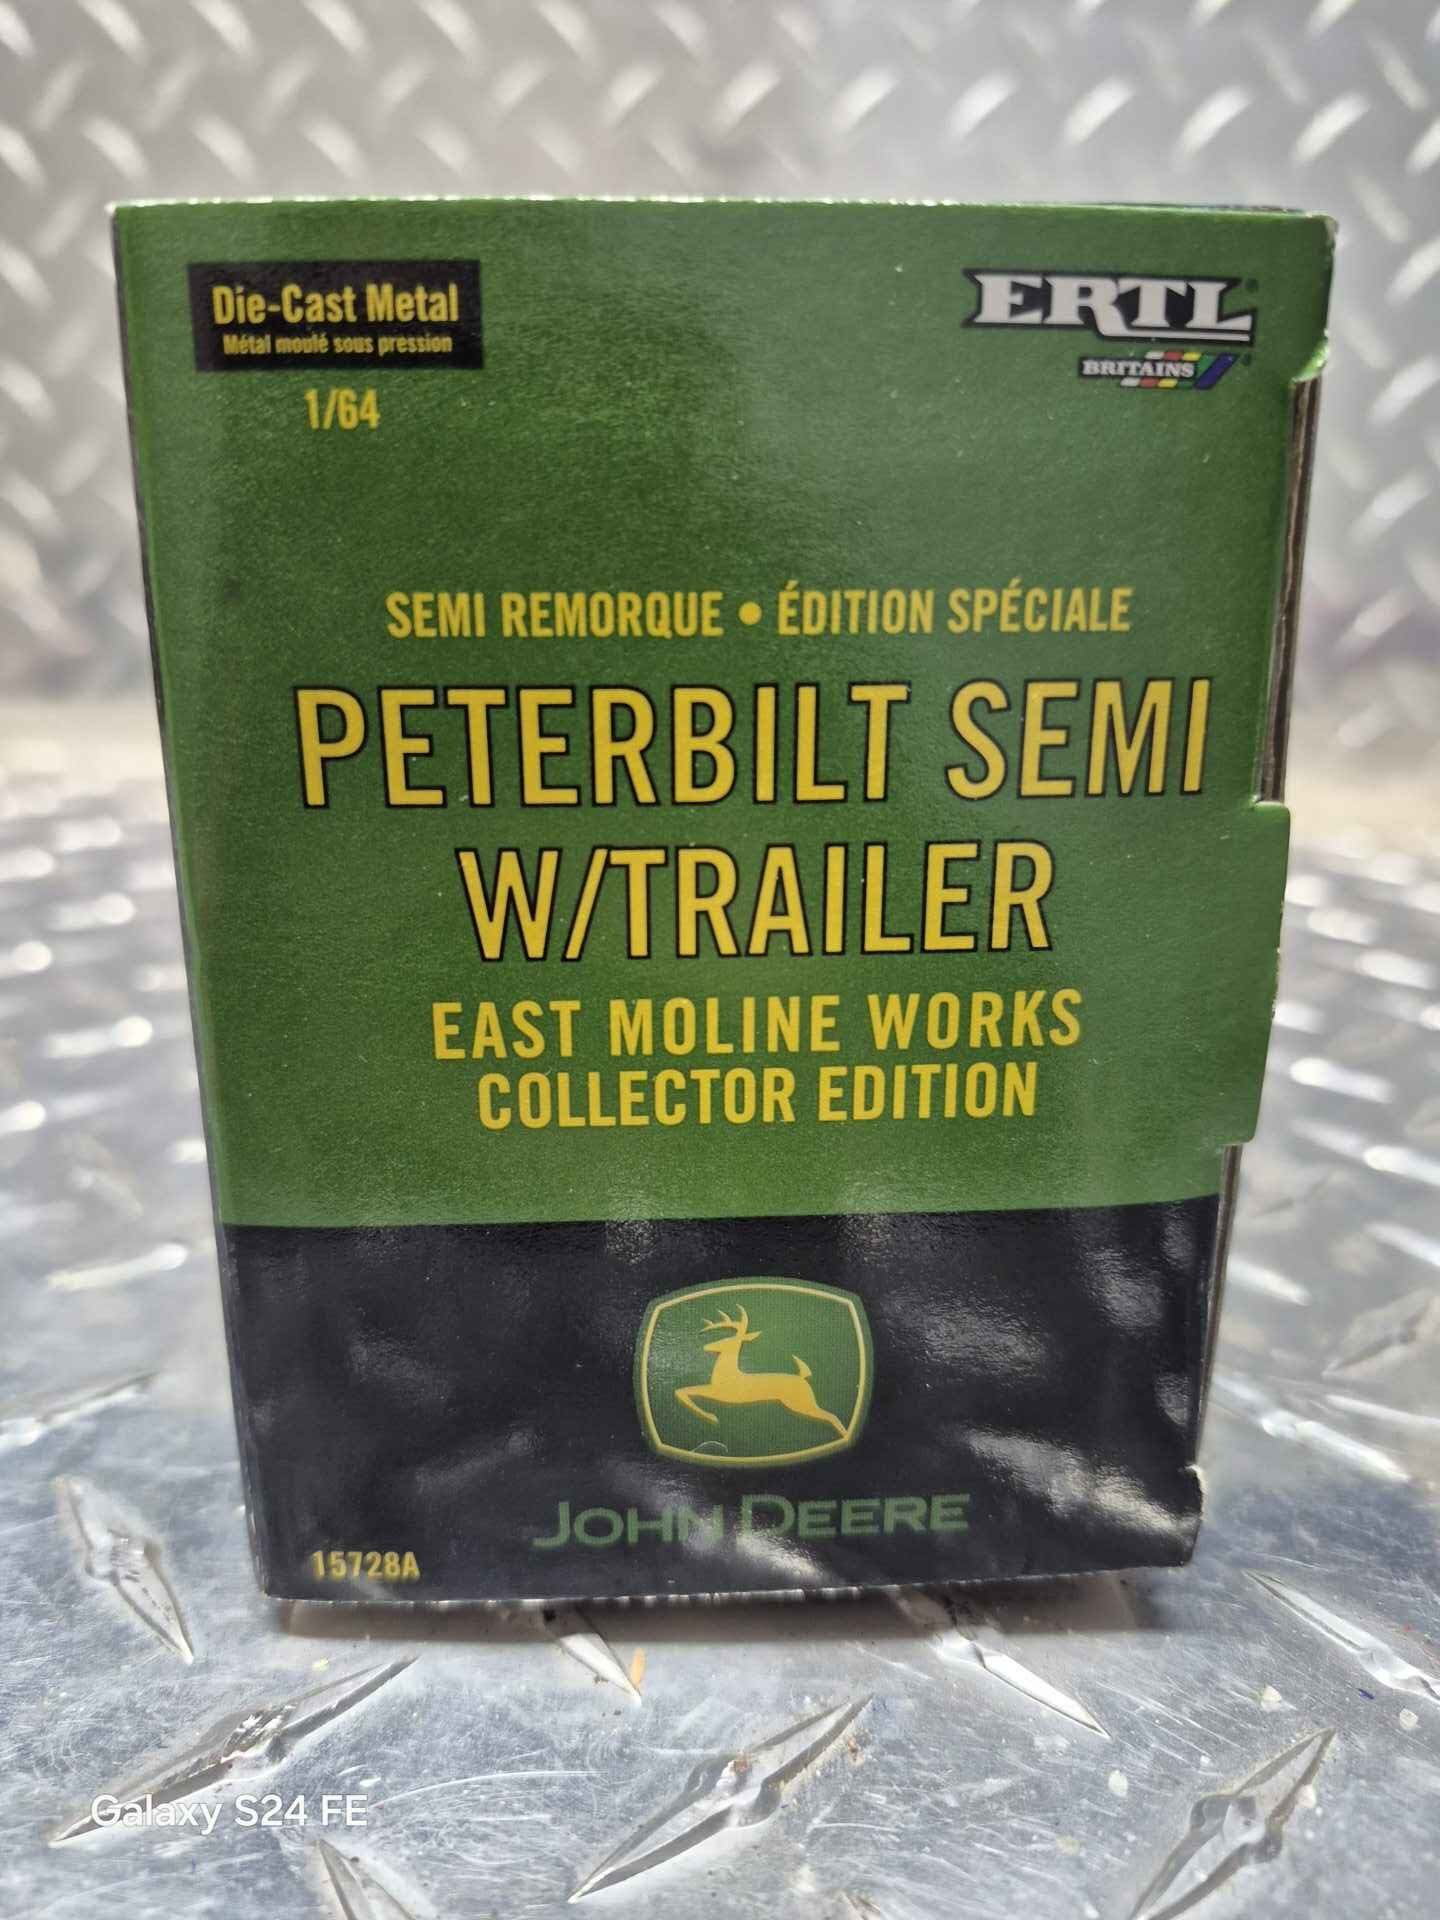 Die-Cast Metal
Métal moulé sous pression
1/64
ERTL
BRITAINS
SEMI REMORQUE • ÉDITION SPÉCIALE
PETERBILT SEMI
W/TRAILER
EAST MOLINE WORKS
COLLECTOR EDITION
JOHN DEERE
15728A
Galaxy S24 FE